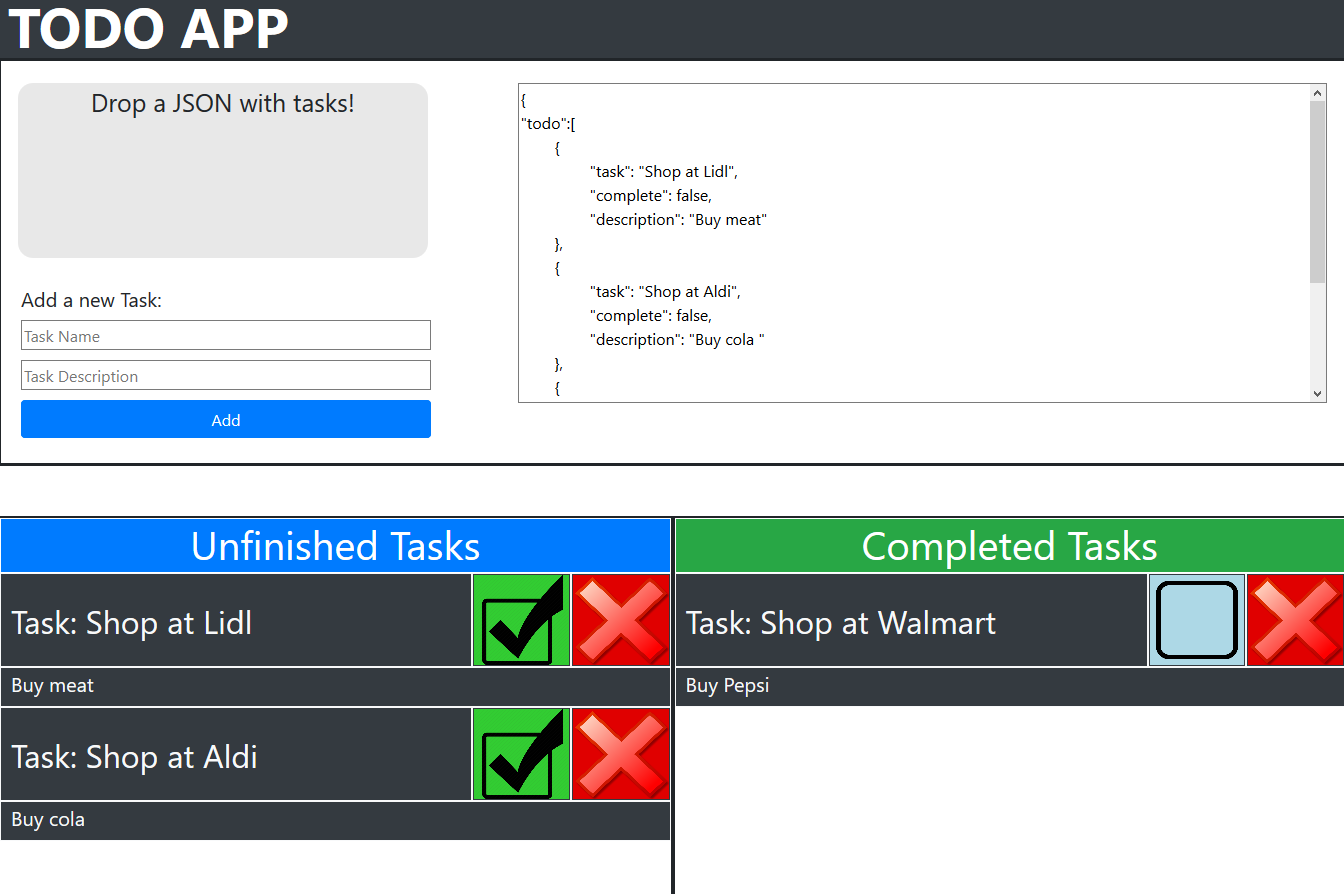 TODO APP
Drop a JSON with tasks!
{
"todo":[
{
"task": "Shop at Lidl",
"complete": false,
"description": "Buy meat"
},
{
"task": "Shop at Aldi",
"complete": false,
"description": "Buy cola "
},
{
Add a new Task:
Task Name
Task Description
Add
Unfinished Tasks
Task: Shop at Lidl
Buy meat
Task: Shop at Aldi
Buy cola
Completed Tasks
Task: Shop at Walmart
Buy Pepsi